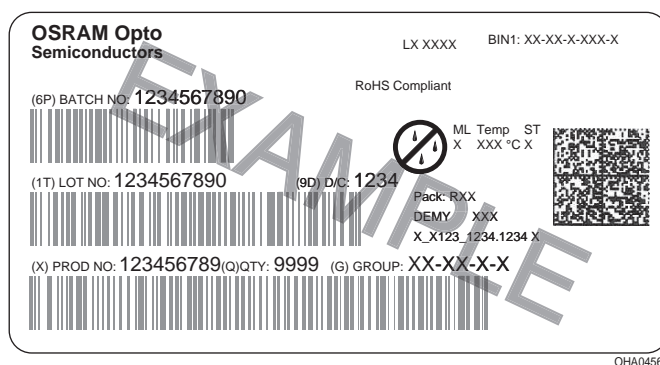 OSRAM Opto
Semiconductors
LX XXXX
BIN1: XX-XX-X-XXX-X
RoHS Compliant
(6P) BATCH NO: 1234567890
ML Temp ST
X XXX °C X
(1T) LOT NO: 1234567890 (9D) D/C: 1234
Pack: RXX
DEMY XXX
X_X123_1234.1234 X
(X) PROD NO: 123456789(Q)QTY: 9999 (G) GROUP: XX-XX-X-X
EXAMPLE
OHA0456